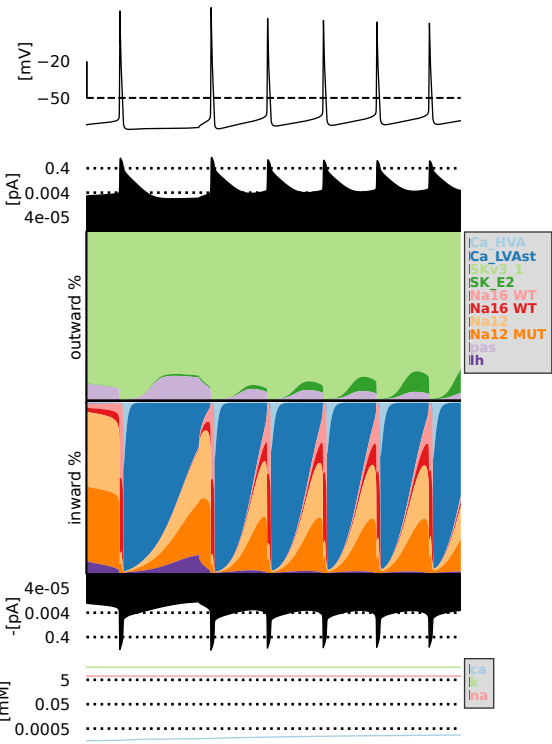 [mV]
−20
−50
[pA]
0.4
0.004
4e-05
outward %
Ca_HVA
Ca_LVAst
SKv3_1
SK_E2
Na16 WT
Na16 WT
Na12
Na12 MUT
pas
Ih
inward %
-[pA]
4e-05
0.004
0.4
[mM]
5
0.05
0.0005
ca
k
na